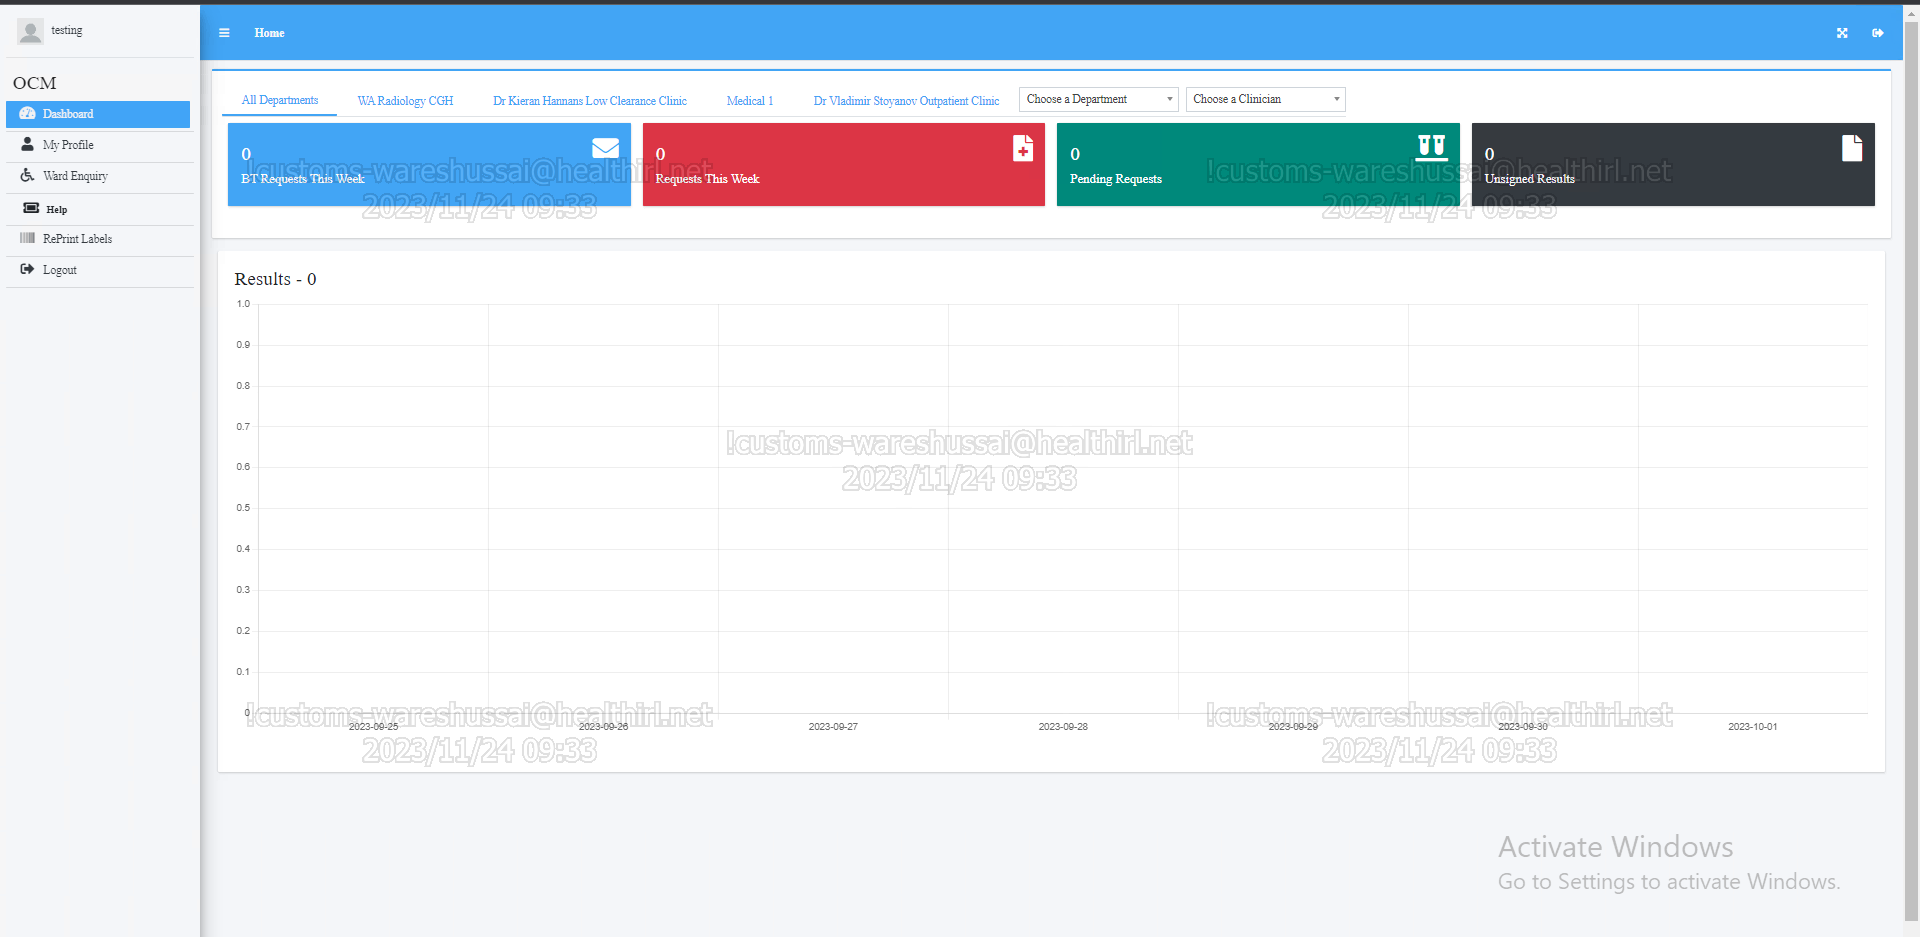 testing
Home
OCM
Dashboard
My Profile
Ward Enquiry
Help
RePrint Labels
Logout
All Departments
WA Radiology CGH
Dr Kieran Hannans Low Clearance Clinic
Medical 1
Dr Vladimir Stoyanov Outpatient Clinic
Choose a Department
Choose a Clinician
0
BT Requests This Week
0
Requests This Week
0
Pending Requests
0
Unsigned Results
!customs-wareshussai@healthirl.net
2023/11/24 09:33
!customs-wareshussai@healthirl.net
2023/11/24 09:33
Results - 0
1.0
0.9
0.8
0.7
0.6
0.5
0.4
0.3
0.2
0.1
0
!customs-wareshussai@healthirl.net
2023/11/24 09:33
2023-09-25
2023-09-26
2023-09-27
2023-09-28
2023-09-29
2023-09-30
2023-10-01
!customs-wareshussai@healthirl.net
2023/11/24 09:33
!customs-wareshussai@healthirl.net
2023/11/24 09:33
Activate Windows
Go to Settings to activate Windows.